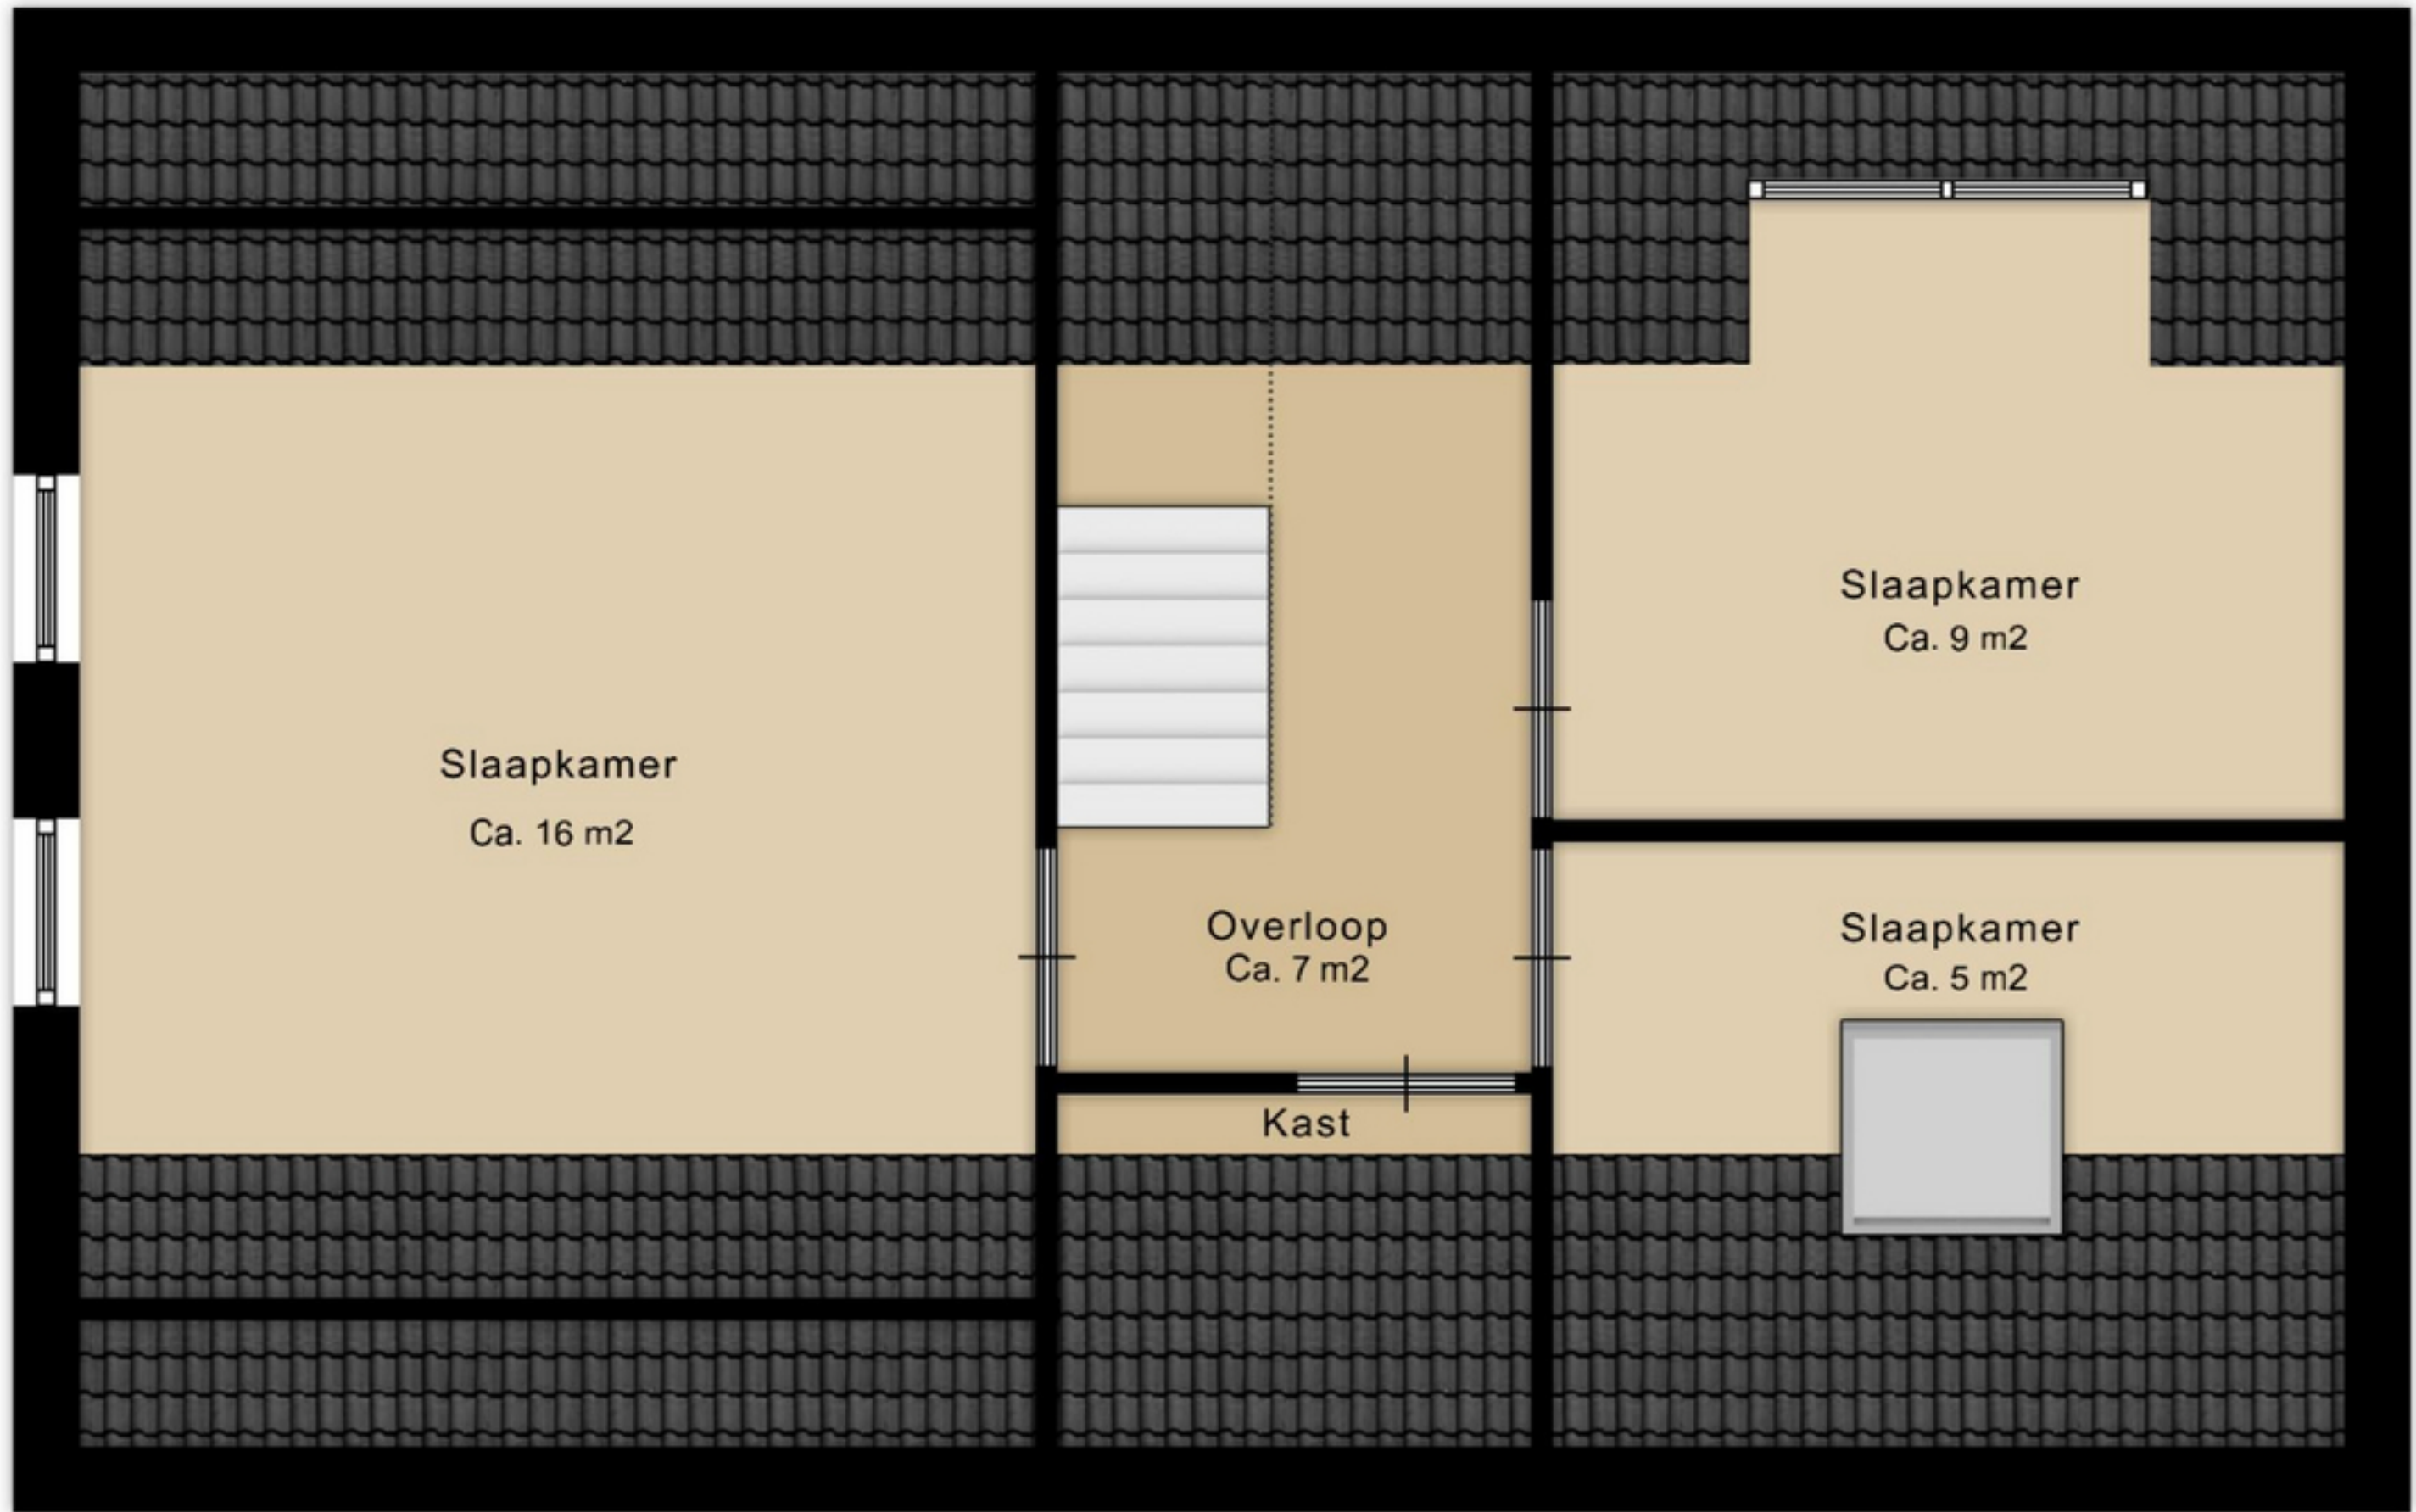 Slaapkamer
Ca. 16 m2
Overloop
Ca. 7 m2
Kast
Slaapkamer
Ca. 9 m2
Slaapkamer
Ca. 5 m2